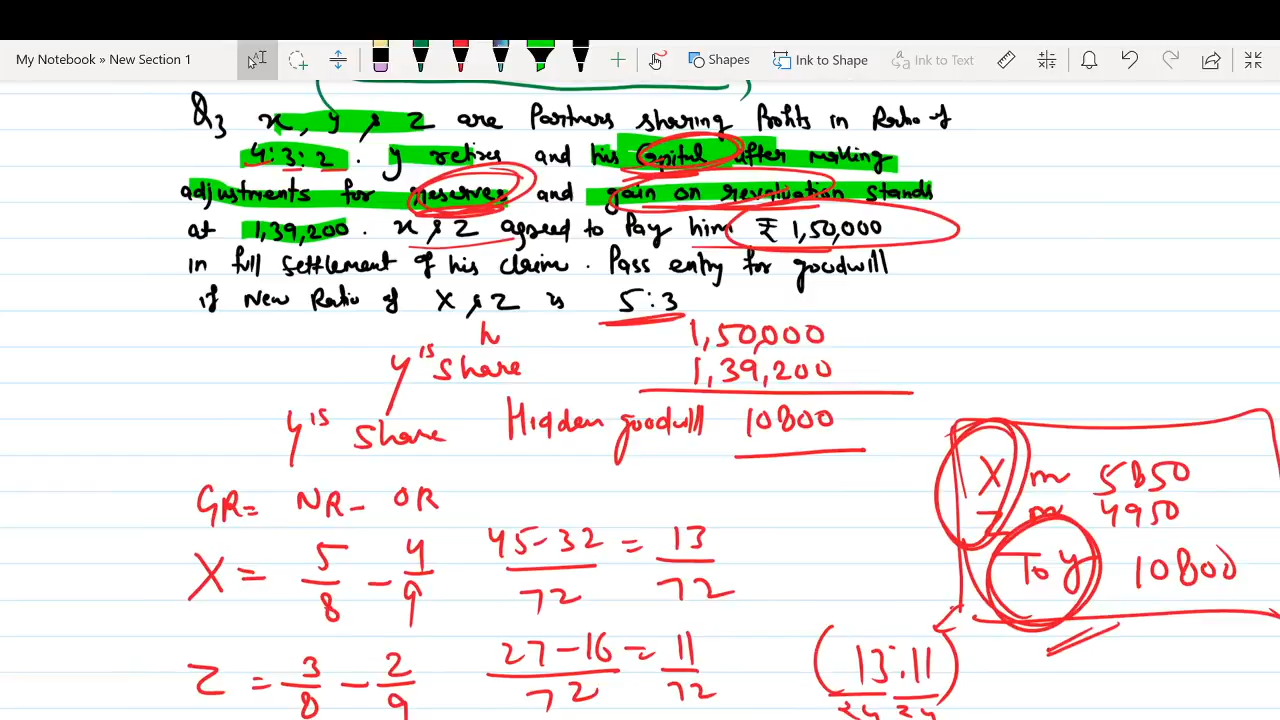 My Notebook » New Section 1
Shapes
Ink to Shape
Ink to Text
Q3 x, y, & Z are Partners sharing Profits in Ratio of
4:3:2. y retires and his Capital after making
adjustments for reserves and gain on revaluation stands
at 1,39,200. x & Z agreed to Pay him ₹ 1,50,000
in full settlement of his claim. Pass entry for goodwill
if New Ratio of X & Z is 5:3
1,50,000
y's share 1,39,200
y's share Hidden goodwill 10800
GR= NR- OR
X = 5/8 - 4/9 45-32/72 = 13/72
Z = 3/8 - 2/9 27-16/72 = 11/72
X 5850
4950
To y 10800
(13:11)
24 24